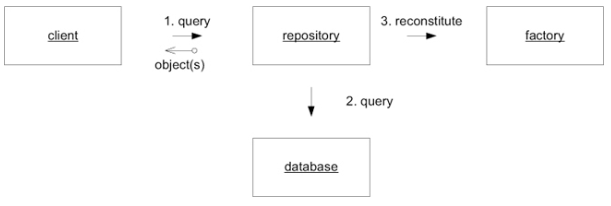 1. query
3. reconstitute
client
repository
factory
object(s)
2. query
database